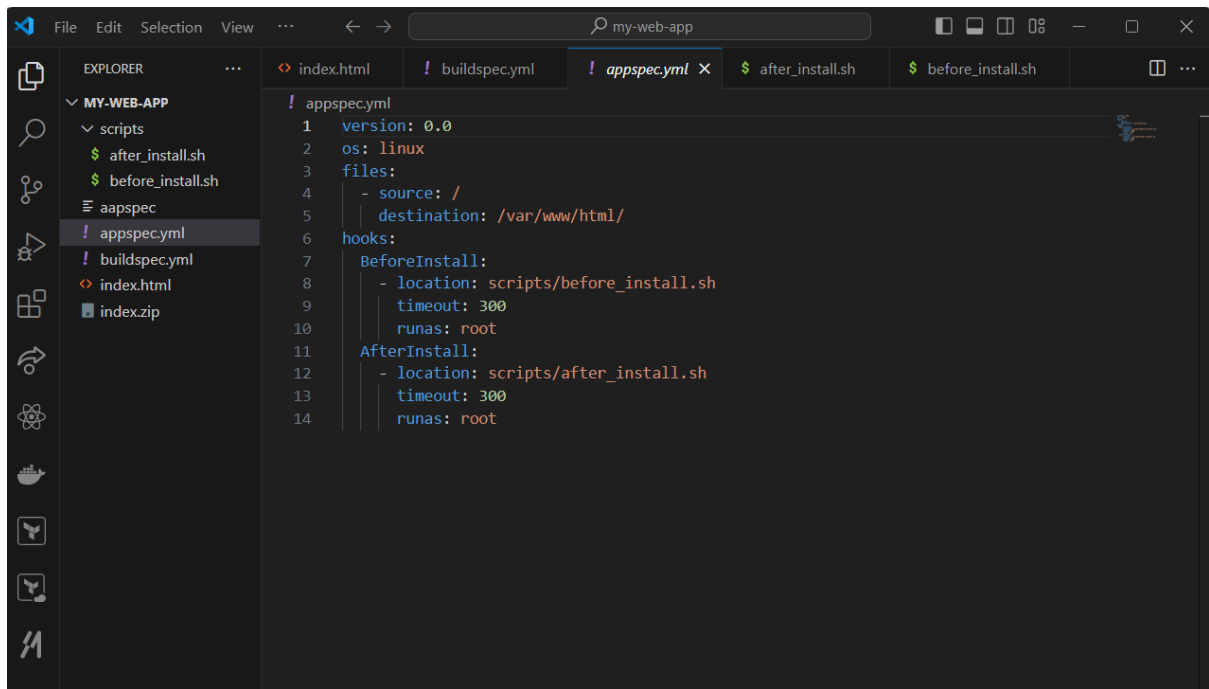 File Edit Selection View ··· my-web-app
EXPLORER ···
MY-WEB-APP
scripts
$ after_install.sh
$ before_install.sh
aapspec
! appspec.yml
! buildspec.yml
<> index.html
index.zip
<> index.html ! buildspec.yml ! appspec.yml $ after_install.sh $ before_install.sh ···
! appspec.yml
1 version: 0.0
2 os: linux
3 files:
4 - source: /
5 destination: /var/www/html/
6 hooks:
7 BeforeInstall:
8 - location: scripts/before_install.sh
9 timeout: 300
10 runas: root
11 AfterInstall:
12 - location: scripts/after_install.sh
13 timeout: 300
14 runas: root